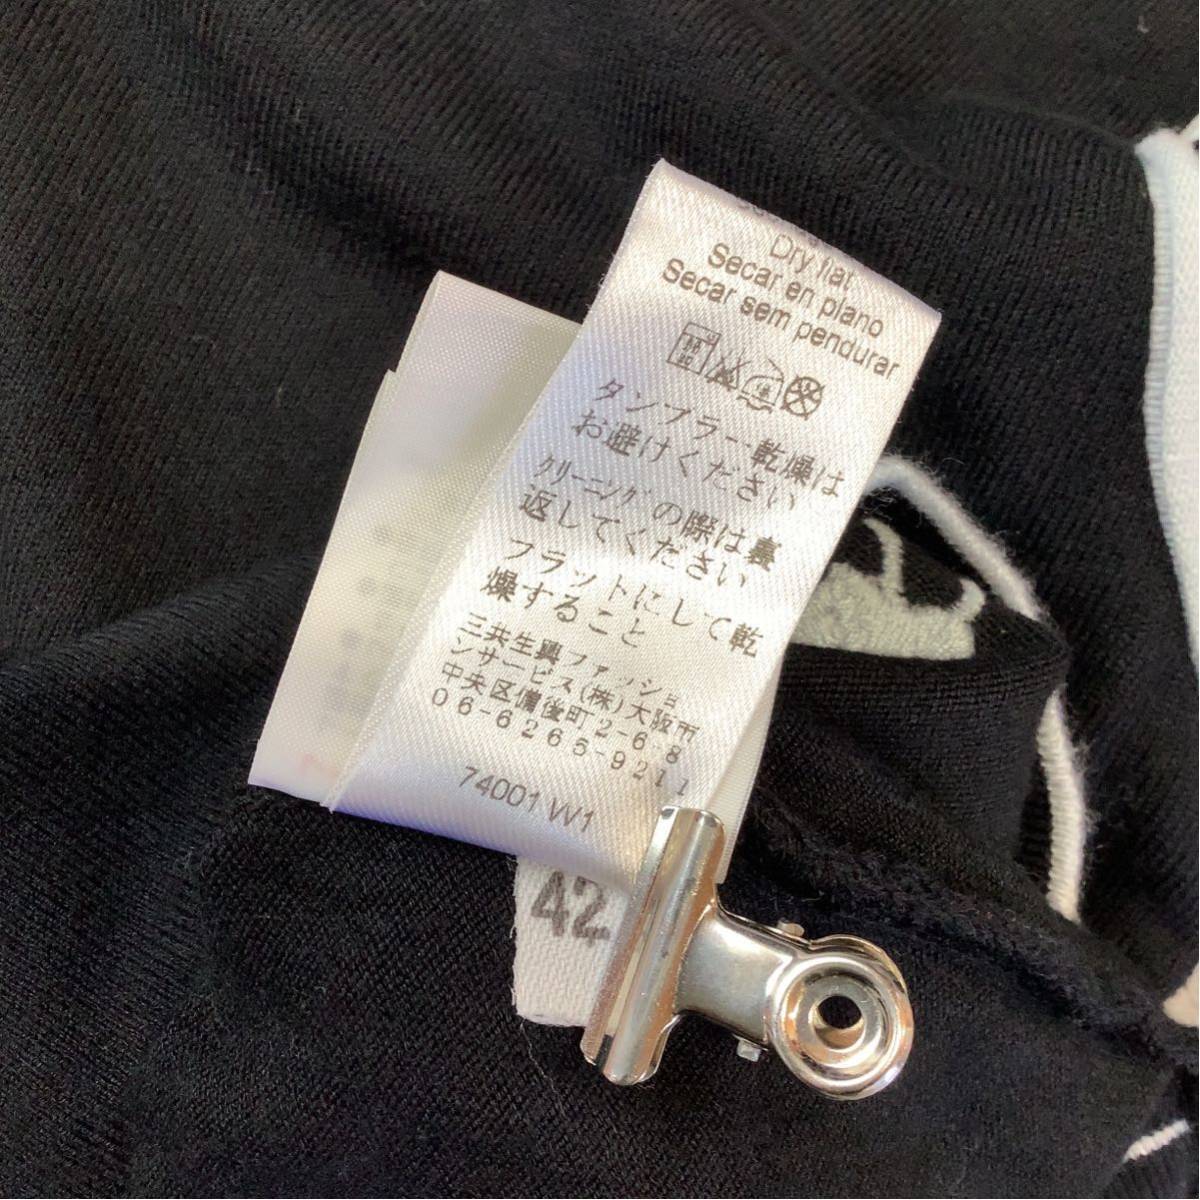 Dry flat
Secar en plano
Secar sem pendurar
タンブラー乾燥は
お避けください
クリーニングの際は裏
返してください
フラットにして乾
燥すること
三共生興ファッショ
ンサービス(株)大阪市
中央区備後町2-6-8
06-6265-9211
74001 W1
42